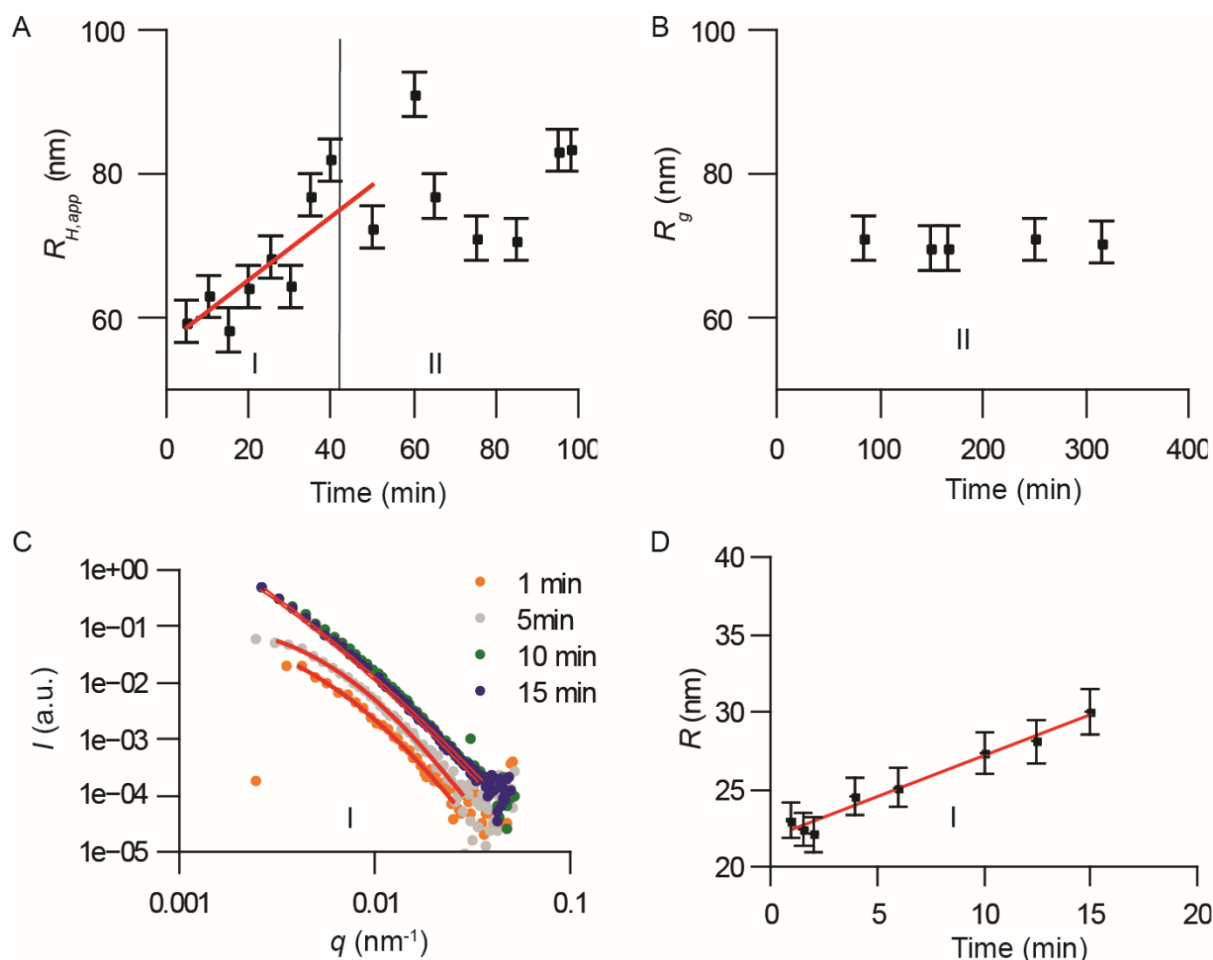 A
100
80
60
R_H,app (nm)
I
II
0 20 40 60 80 100
Time (min)
B
100
80
60
R_g (nm)
II
0 100 200 300 400
Time (min)
C
1e+00
1e-01
1e-02
1e-03
1e-04
1e-05
I (a.u.)
1 min
5min
10 min
15 min
I
0.001 0.01 0.1
q (nm⁻¹)
D
40
35
30
25
20
R (nm)
I
0 5 10 15 20
Time (min)